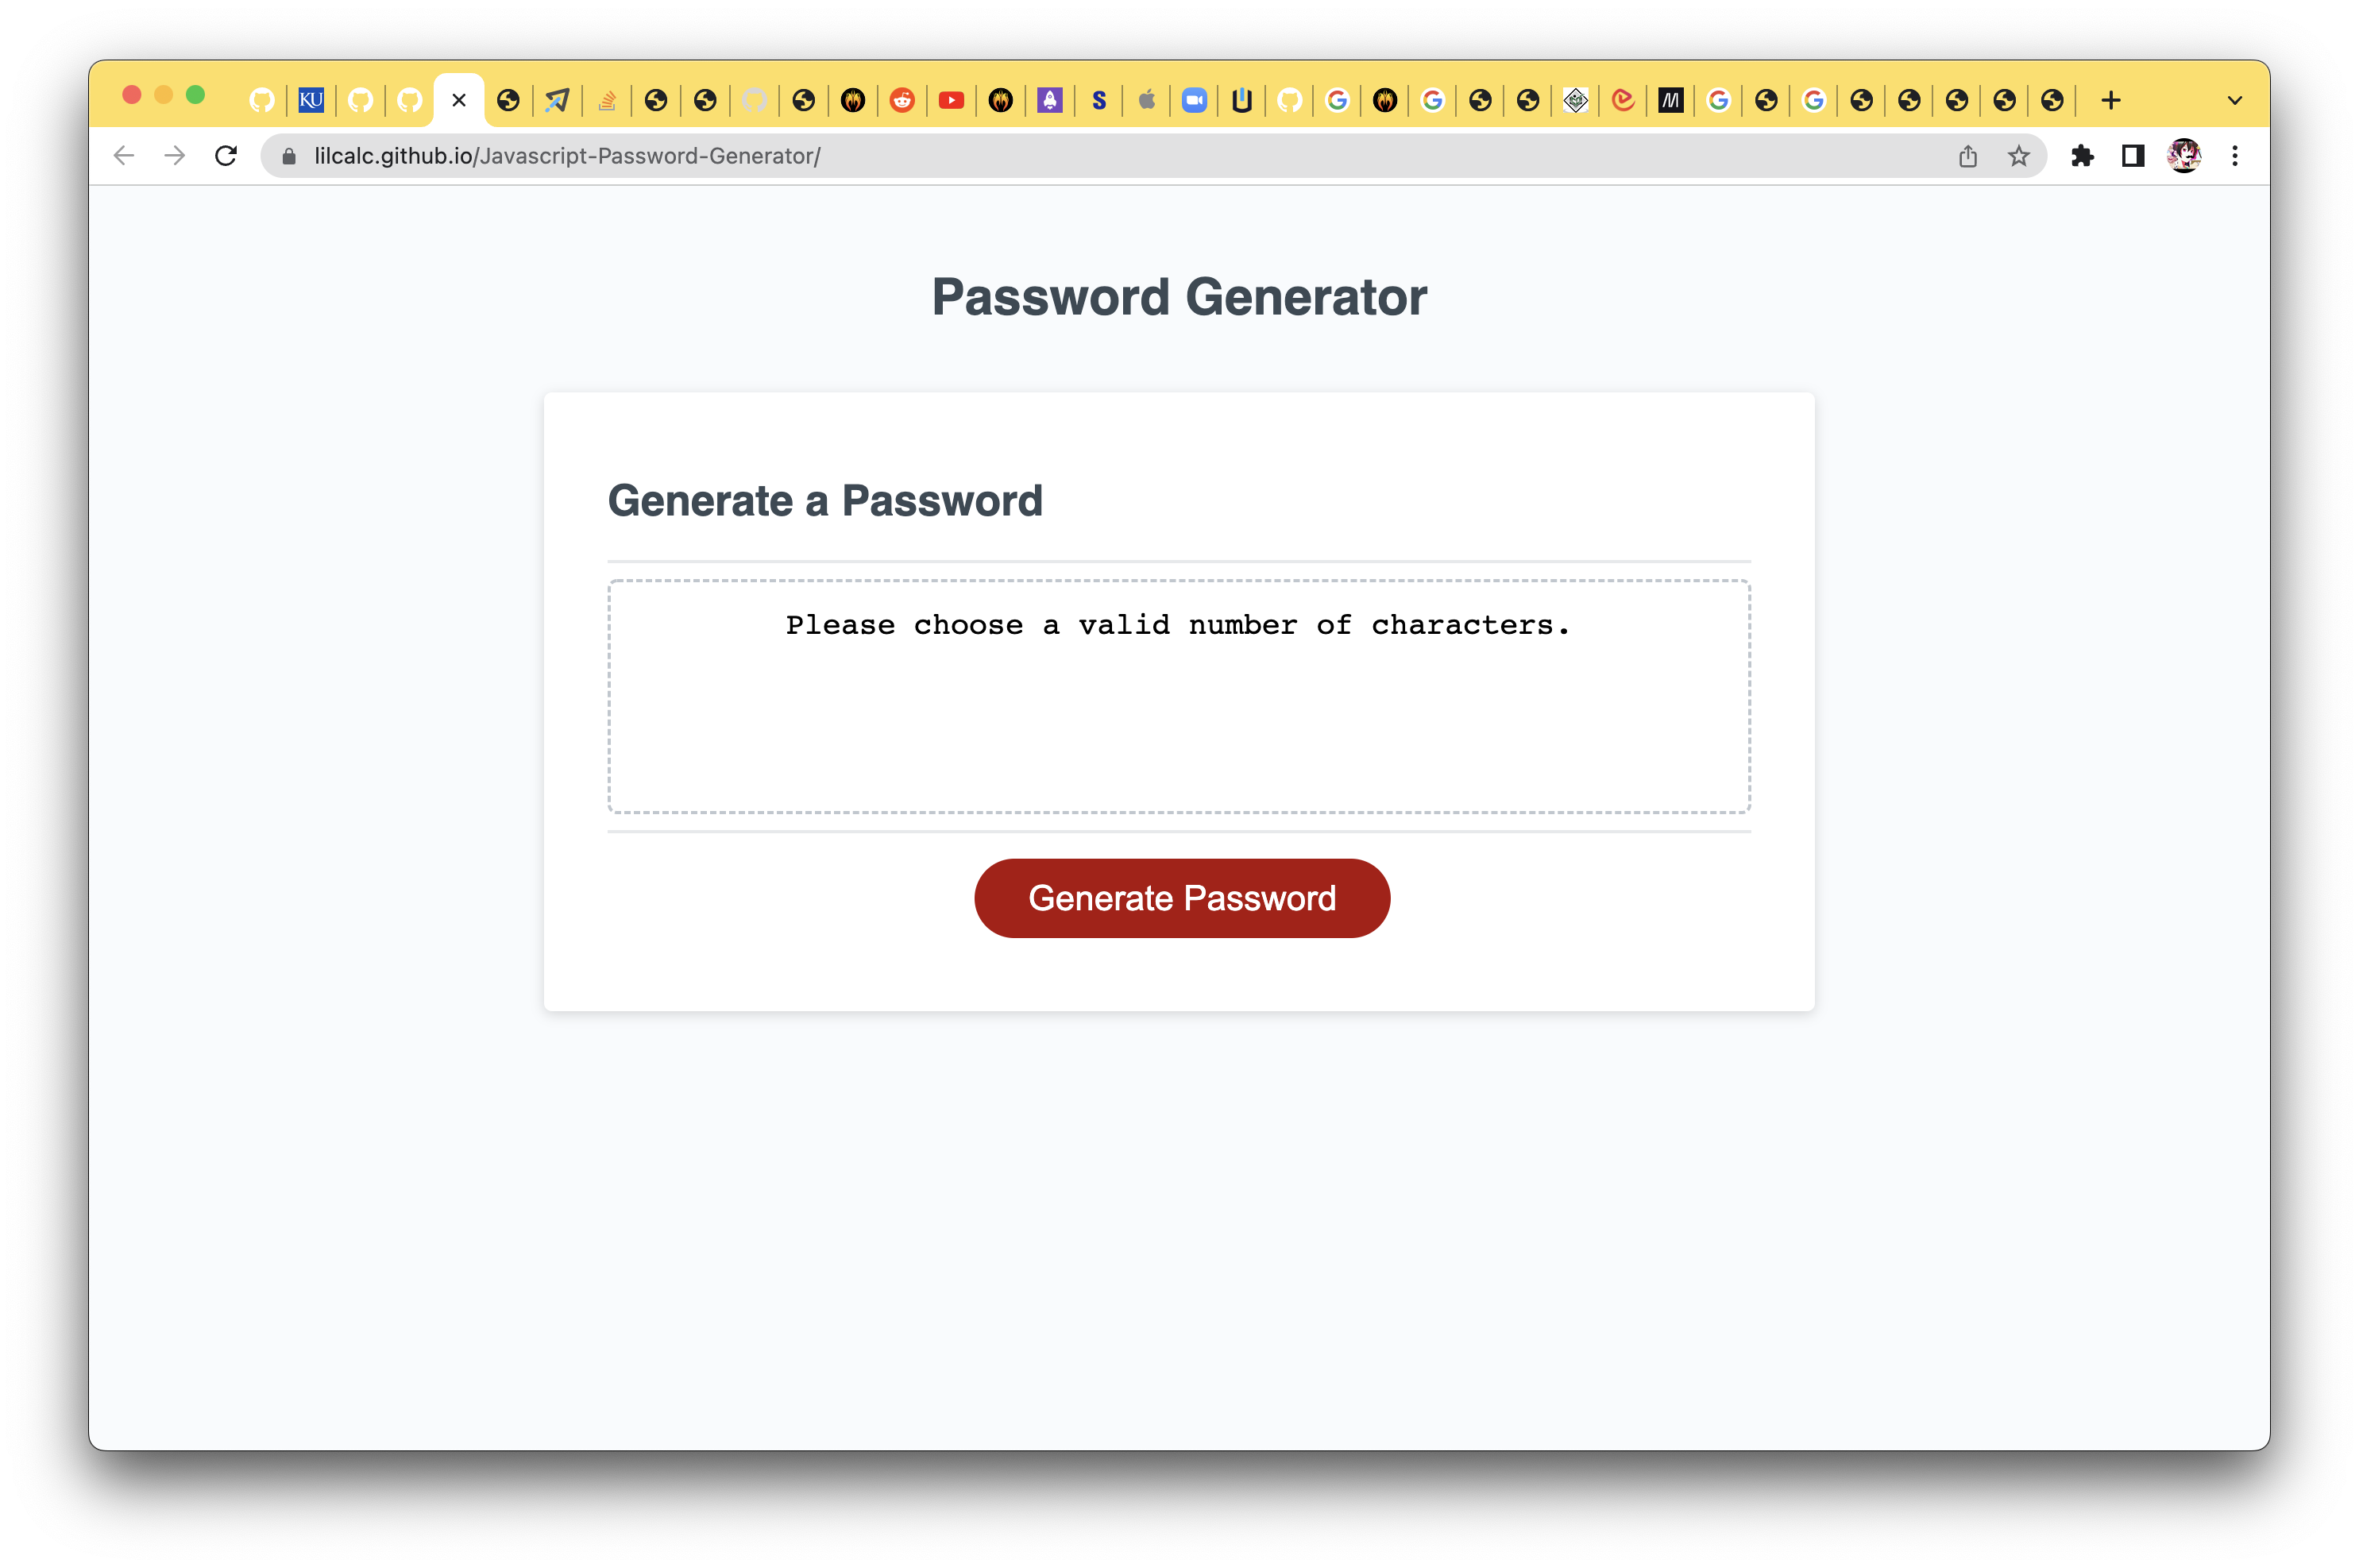 KU
S
lilcalc.github.io/Javascript-Password-Generator/
Password Generator
Generate a Password
Please choose a valid number of characters.
Generate Password